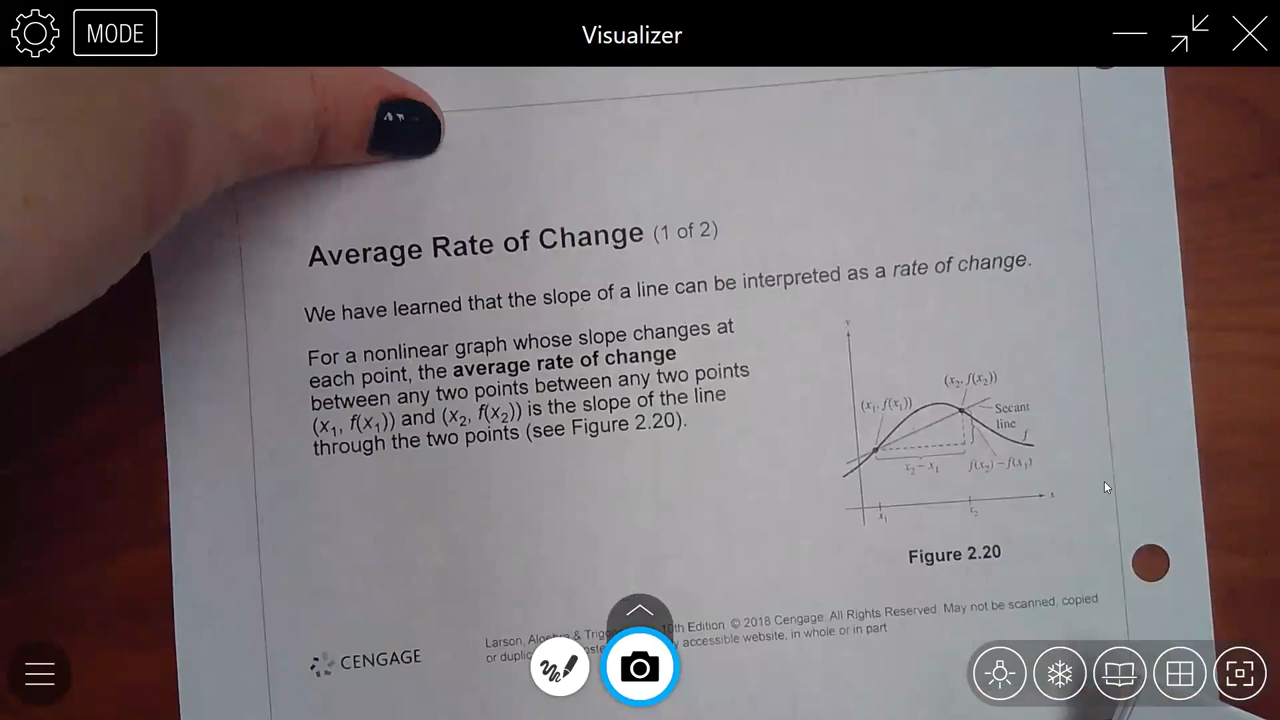 MODE
Visualizer
Average Rate of Change (1 of 2)
We have learned that the slope of a line can be interpreted as a rate of change.
For a nonlinear graph whose slope changes at
each point, the average rate of change
between any two points between any two points
(x₁, f(x₁)) and (x₂, f(x₂)) is the slope of the line
through the two points (see Figure 2.20).
y
(x₂, f(x₂))
(x₁, f(x₁))
Secant
line
f
x₂ − x₁
f(x₂) − f(x₁)
x
x₁
x₂
Figure 2.20
Larson, & 10th Edition © 2018 Cengage. All Rights Reserved. May not be scanned, copied
or accessible website, in whole or in part
CENGAGE